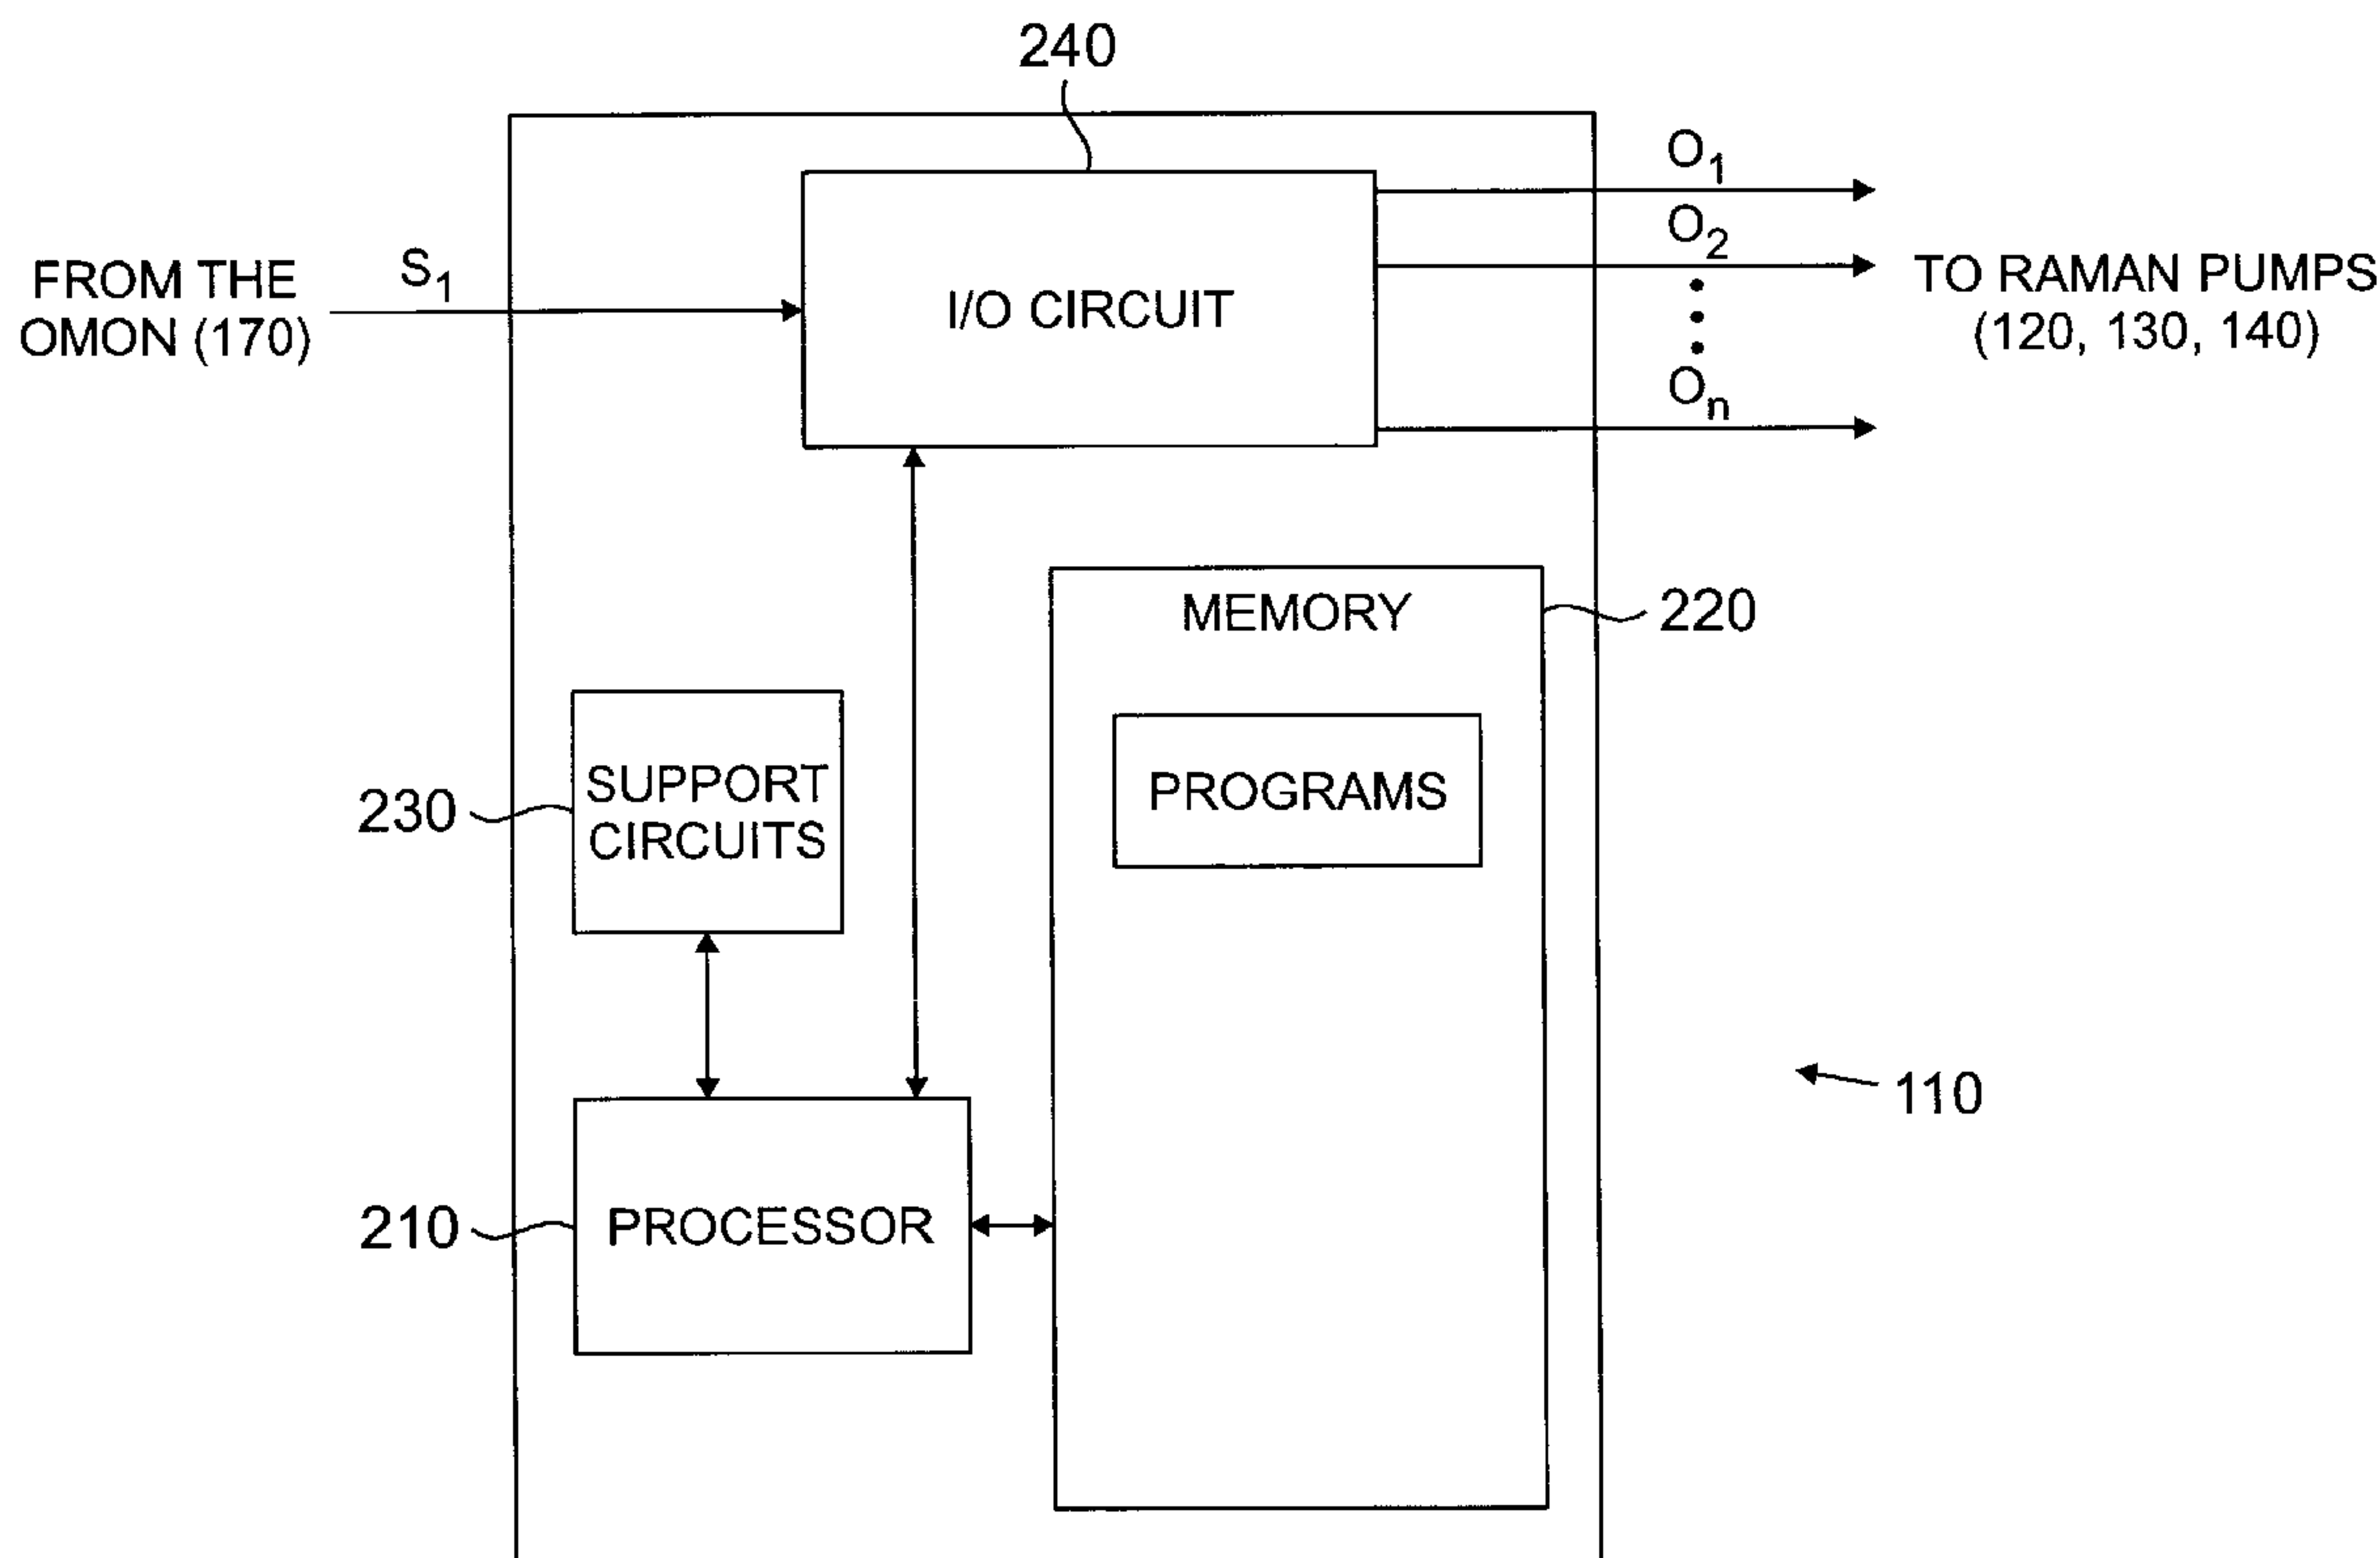 240
O1
O2
On
FROM THE
OMON (170)
S1
I/O CIRCUIT
TO RAMAN PUMPS
(120, 130, 140)
MEMORY
220
PROGRAMS
230
SUPPORT
CIRCUITS
110
210
PROCESSOR